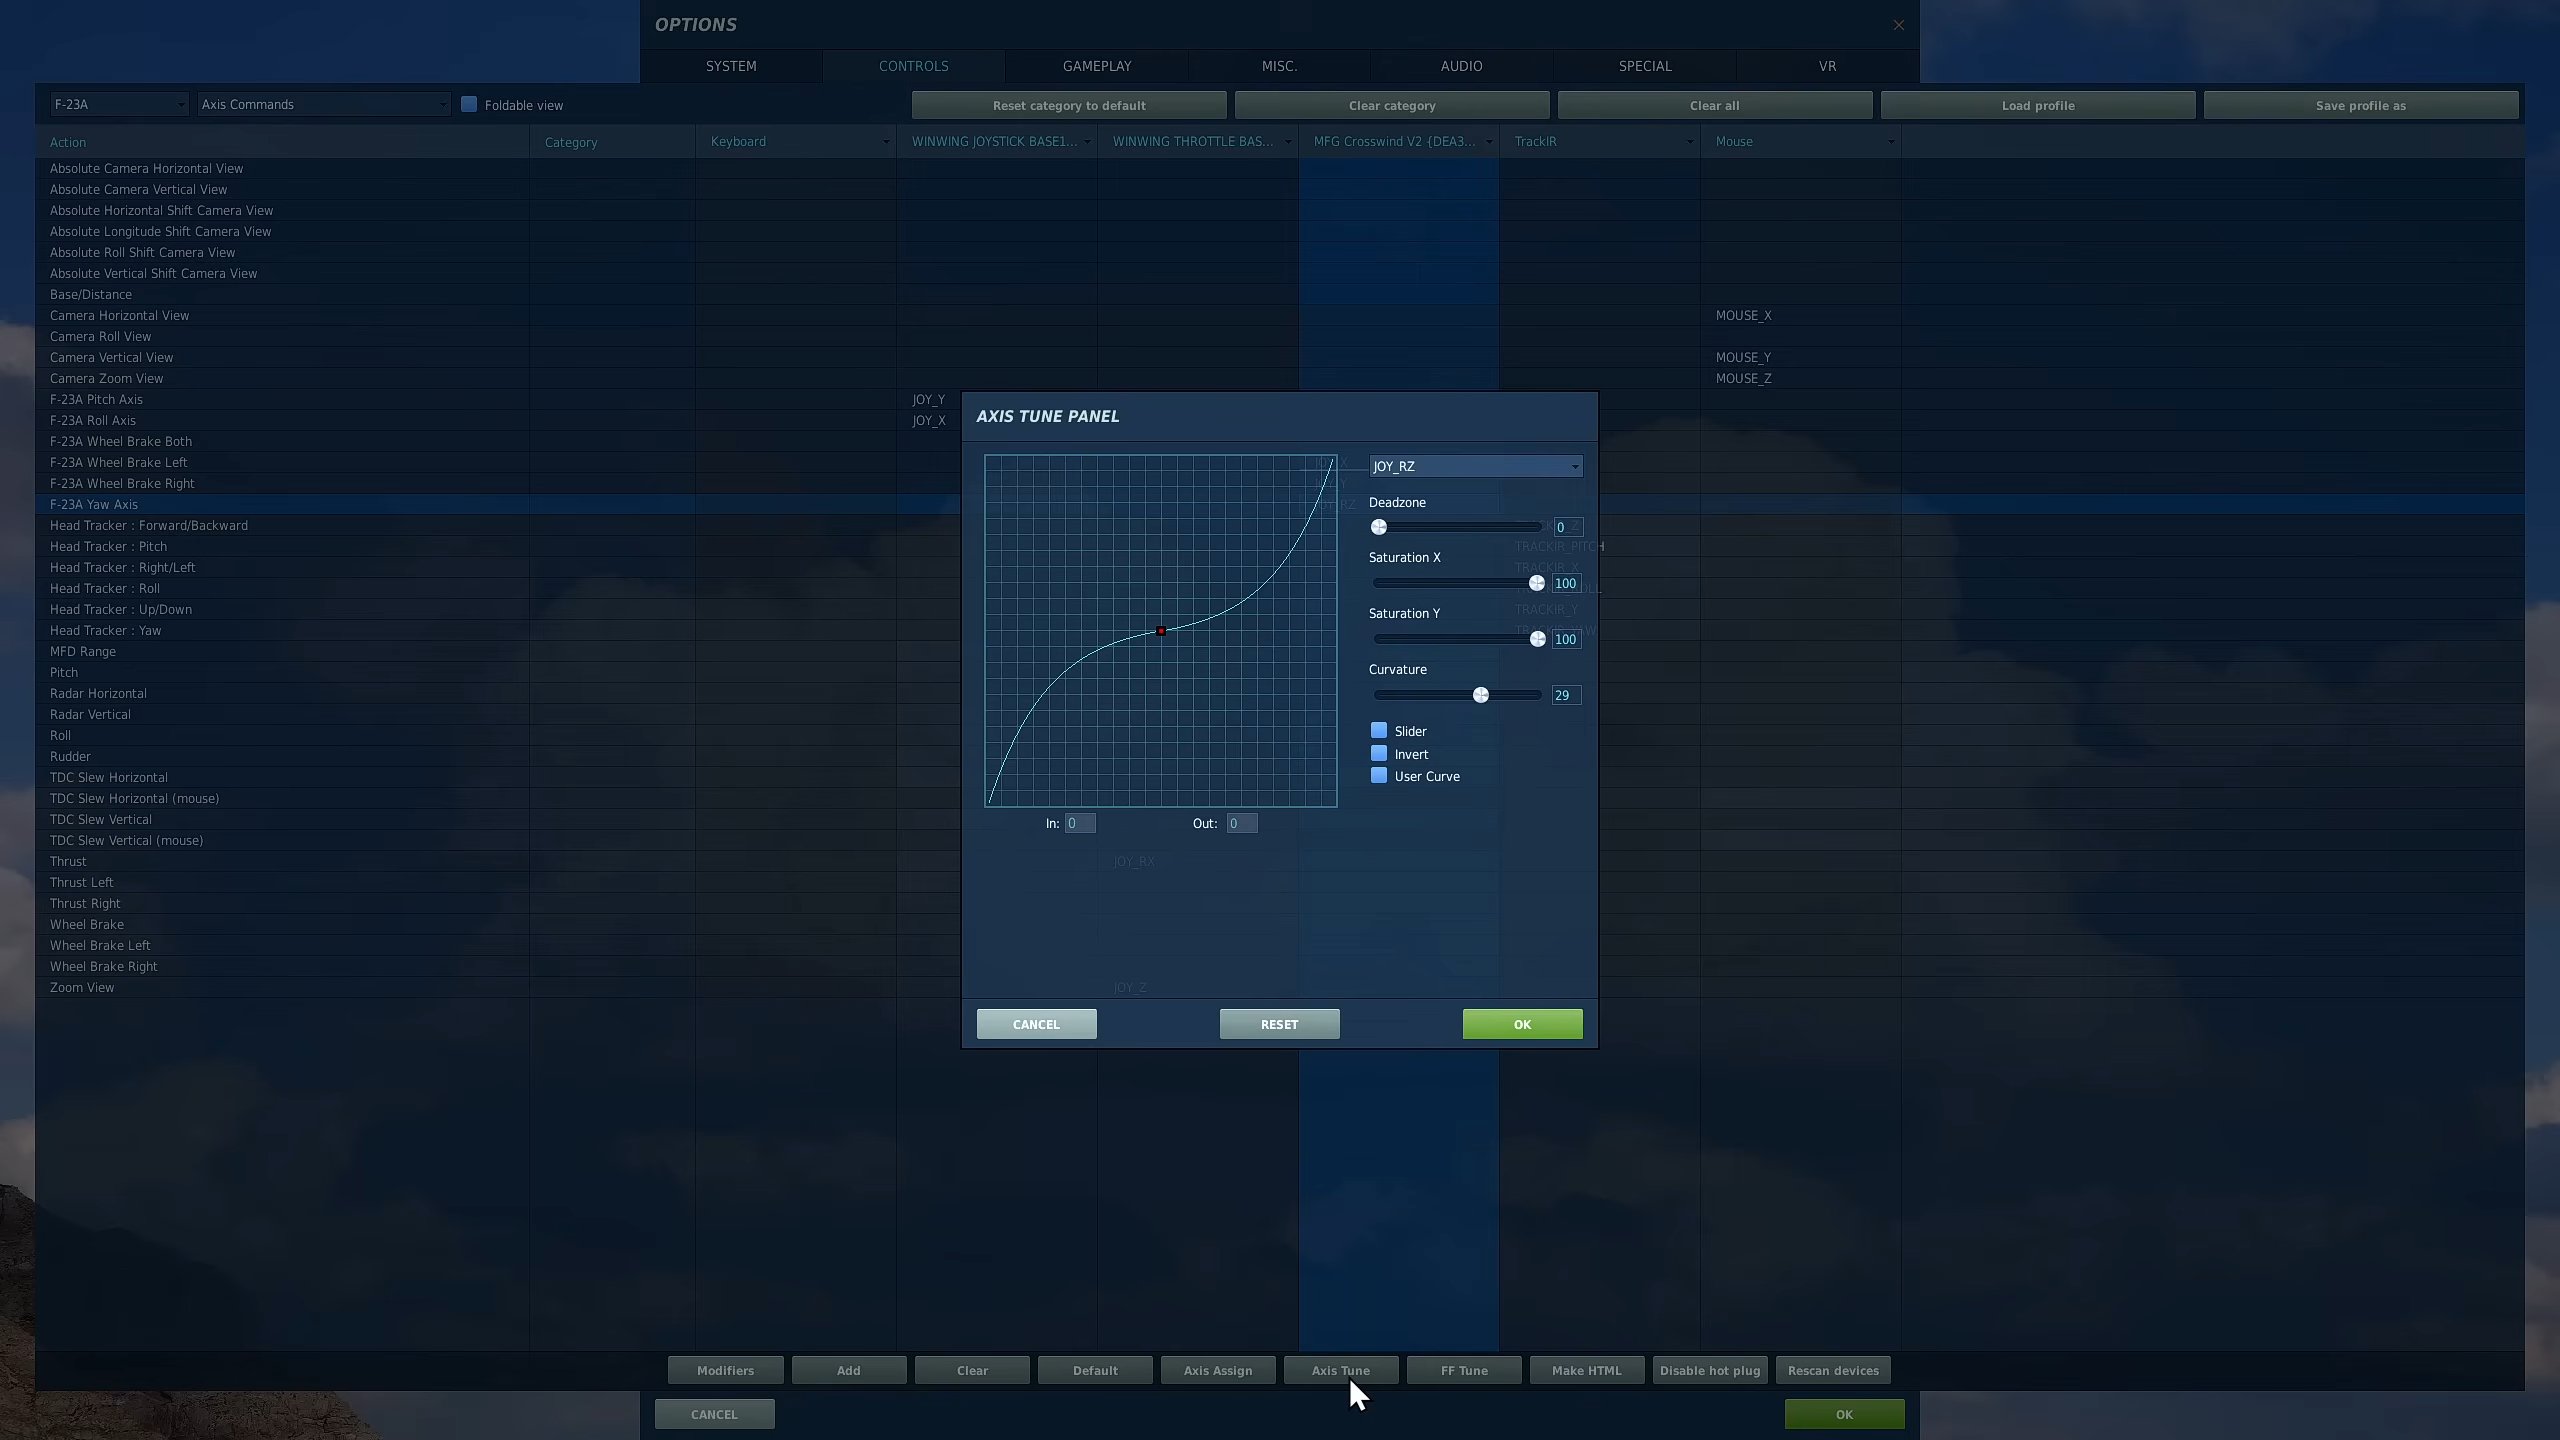 OPTIONS
SYSTEM CONTROLS GAMEPLAY MISC. AUDIO SPECIAL VR
F-23A Axis Commands Foldable view Reset category to default Clear category Clear all Load profile Save profile as
Action Category Keyboard WINWING JOYSTICK BASE1... WINWING THROTTLE BAS... MFG Crosswind V2 {DEA3... TrackIR Mouse
Absolute Camera Horizontal View
Absolute Camera Vertical View
Absolute Horizontal Shift Camera View
Absolute Longitude Shift Camera View
Absolute Roll Shift Camera View
Absolute Vertical Shift Camera View
Base/Distance
Camera Horizontal View MOUSE_X
Camera Roll View
Camera Vertical View MOUSE_Y
Camera Zoom View MOUSE_Z
F-23A Pitch Axis JOY_Y
F-23A Roll Axis JOY_X
F-23A Wheel Brake Both
F-23A Wheel Brake Left
F-23A Wheel Brake Right
F-23A Yaw Axis
Head Tracker : Forward/Backward
Head Tracker : Pitch TRACKIR_PITCH
Head Tracker : Right/Left TRACKIR_X
Head Tracker : Roll
Head Tracker : Up/Down TRACKIR_Y
Head Tracker : Yaw TRACKIR_YAW
MFD Range
Pitch
Radar Horizontal
Radar Vertical
Roll
Rudder
TDC Slew Horizontal
TDC Slew Horizontal (mouse)
TDC Slew Vertical
TDC Slew Vertical (mouse)
Thrust JOY_RX
Thrust Left
Thrust Right
Wheel Brake
Wheel Brake Left
Wheel Brake Right
Zoom View JOY_Z
AXIS TUNE PANEL
JOY_RZ
Deadzone
0
Saturation X
100
Saturation Y
100
Curvature
29
Slider
Invert
User Curve
In: 0 Out: 0
CANCEL RESET OK
Modifiers Add Clear Default Axis Assign Axis Tune FF Tune Make HTML Disable hot plug Rescan devices
CANCEL OK